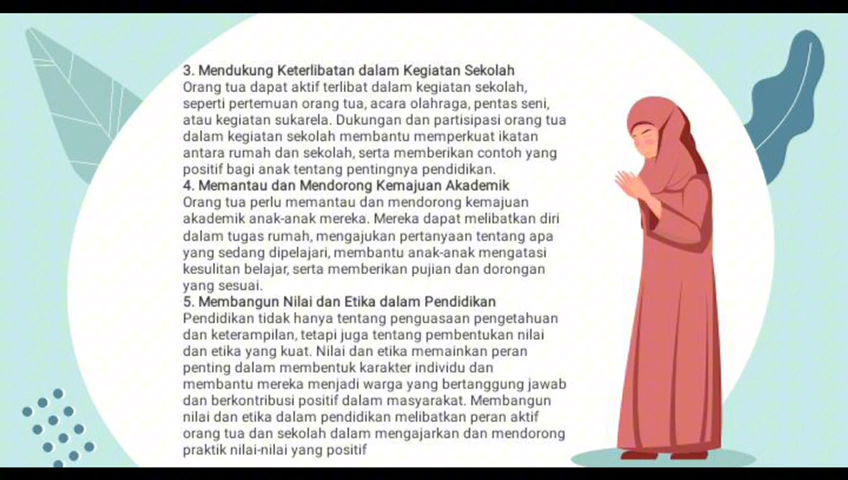 3. Mendukung Keterlibatan dalam Kegiatan Sekolah
Orang tua dapat aktif terlibat dalam kegiatan sekolah,
seperti pertemuan orang tua, acara olahraga, pentas seni,
atau kegiatan sukarela. Dukungan dan partisipasi orang tua
dalam kegiatan sekolah membantu memperkuat ikatan
antara rumah dan sekolah, serta memberikan contoh yang
positif bagi anak tentang pentingnya pendidikan.
4. Memantau dan Mendorong Kemajuan Akademik
Orang tua perlu memantau dan mendorong kemajuan
akademik anak-anak mereka. Mereka dapat melibatkan diri
dalam tugas rumah, mengajukan pertanyaan tentang apa
yang sedang dipelajari, membantu anak-anak mengatasi
kesulitan belajar, serta memberikan pujian dan dorongan
yang sesuai.
5. Membangun Nilai dan Etika dalam Pendidikan
Pendidikan tidak hanya tentang penguasaan pengetahuan
dan keterampilan, tetapi juga tentang pembentukan nilai
dan etika yang kuat. Nilai dan etika memainkan peran
penting dalam membentuk karakter individu dan
membantu mereka menjadi warga yang bertanggung jawab
dan berkontribusi positif dalam masyarakat. Membangun
nilai dan etika dalam pendidikan melibatkan peran aktif
orang tua dan sekolah dalam mengajarkan dan mendorong
praktik nilai-nilai yang positif